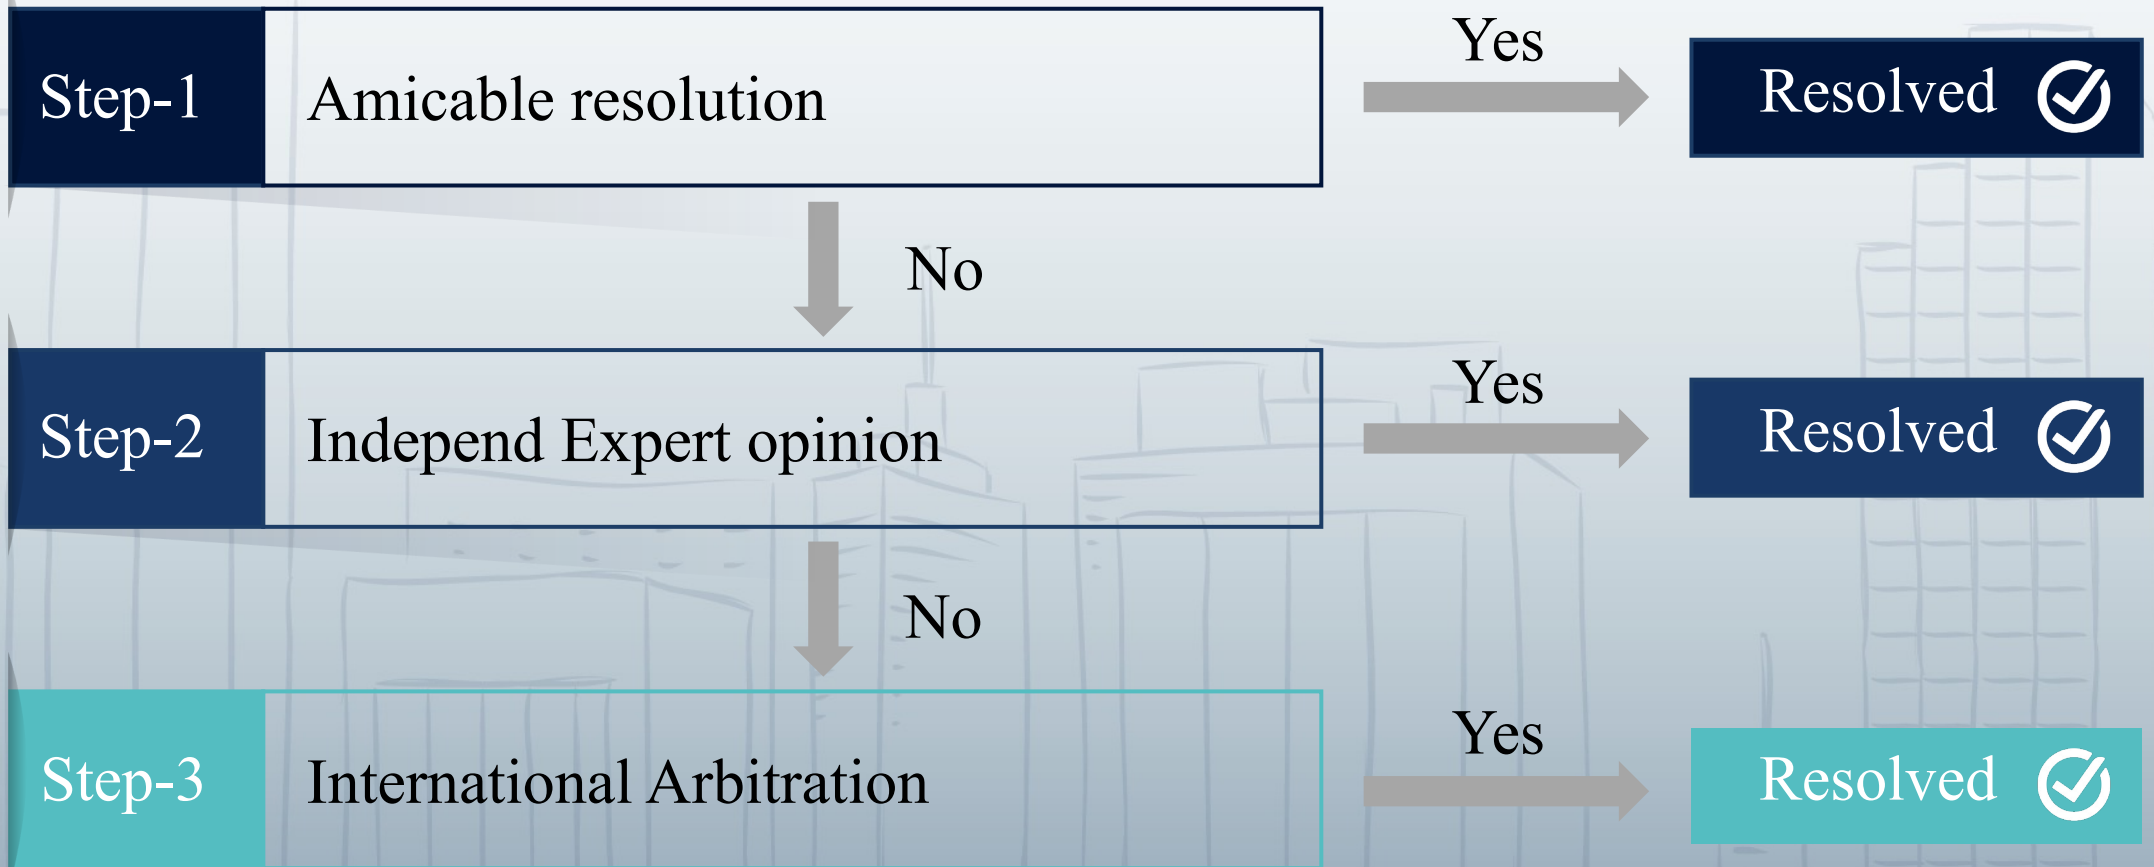 Step-1
Amicable resolution
Yes
Resolved
No
Step-2
Independ Expert opinion
Yes
Resolved
No
Step-3
International Arbitration
Yes
Resolved